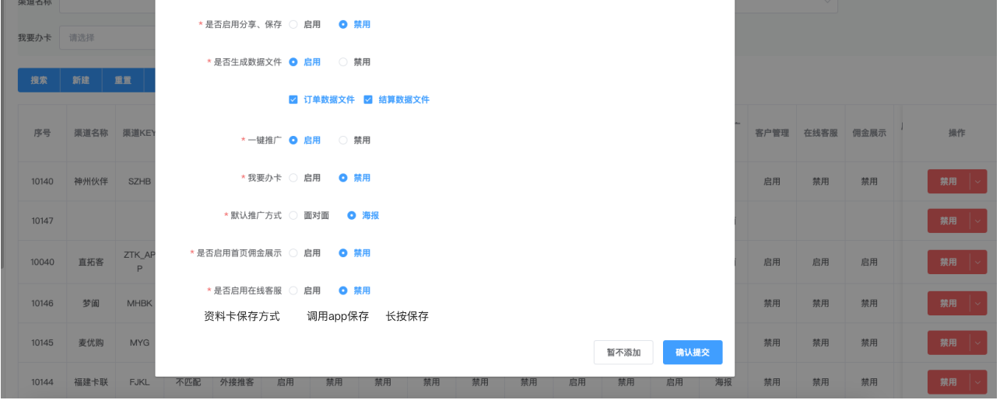 渠道名称
* 是否启用分享、保存 启用 禁用
我要办卡 请选择
* 是否生成数据文件 启用 禁用
搜索 新建 重置
订单数据文件 结算数据文件
序号 渠道名称 渠道KEY 客户管理 在线客服 佣金展示 操作
* 一键推广 启用 禁用
* 我要办卡 启用 禁用
10140 神州伙伴 SZHB 启用 禁用 禁用 禁用
* 默认推广方式 面对面 海报
10147 禁用
* 是否启用首页佣金展示 启用 禁用
10040 直拓客 ZTK_AP
P 启用 启用 启用 禁用
* 是否启用在线客服 启用 禁用
10146 梦阖 MHBK 禁用 禁用 禁用 禁用
资料卡保存方式 调用app保存 长按保存
10145 麦优购 MYG 禁用 禁用 禁用 禁用
暂不添加 确认提交
10144 福建卡联 FJKL 不匹配 外接推客 启用 禁用 禁用 禁用 禁用 禁用 启用 禁用 启用 海报 禁用 禁用 禁用 禁用